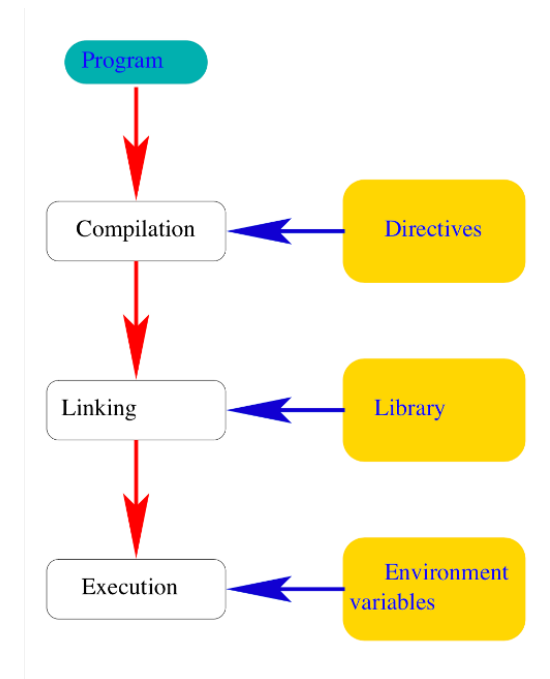 Program
Compilation
Directives
Linking
Library
Execution
Environment
variables